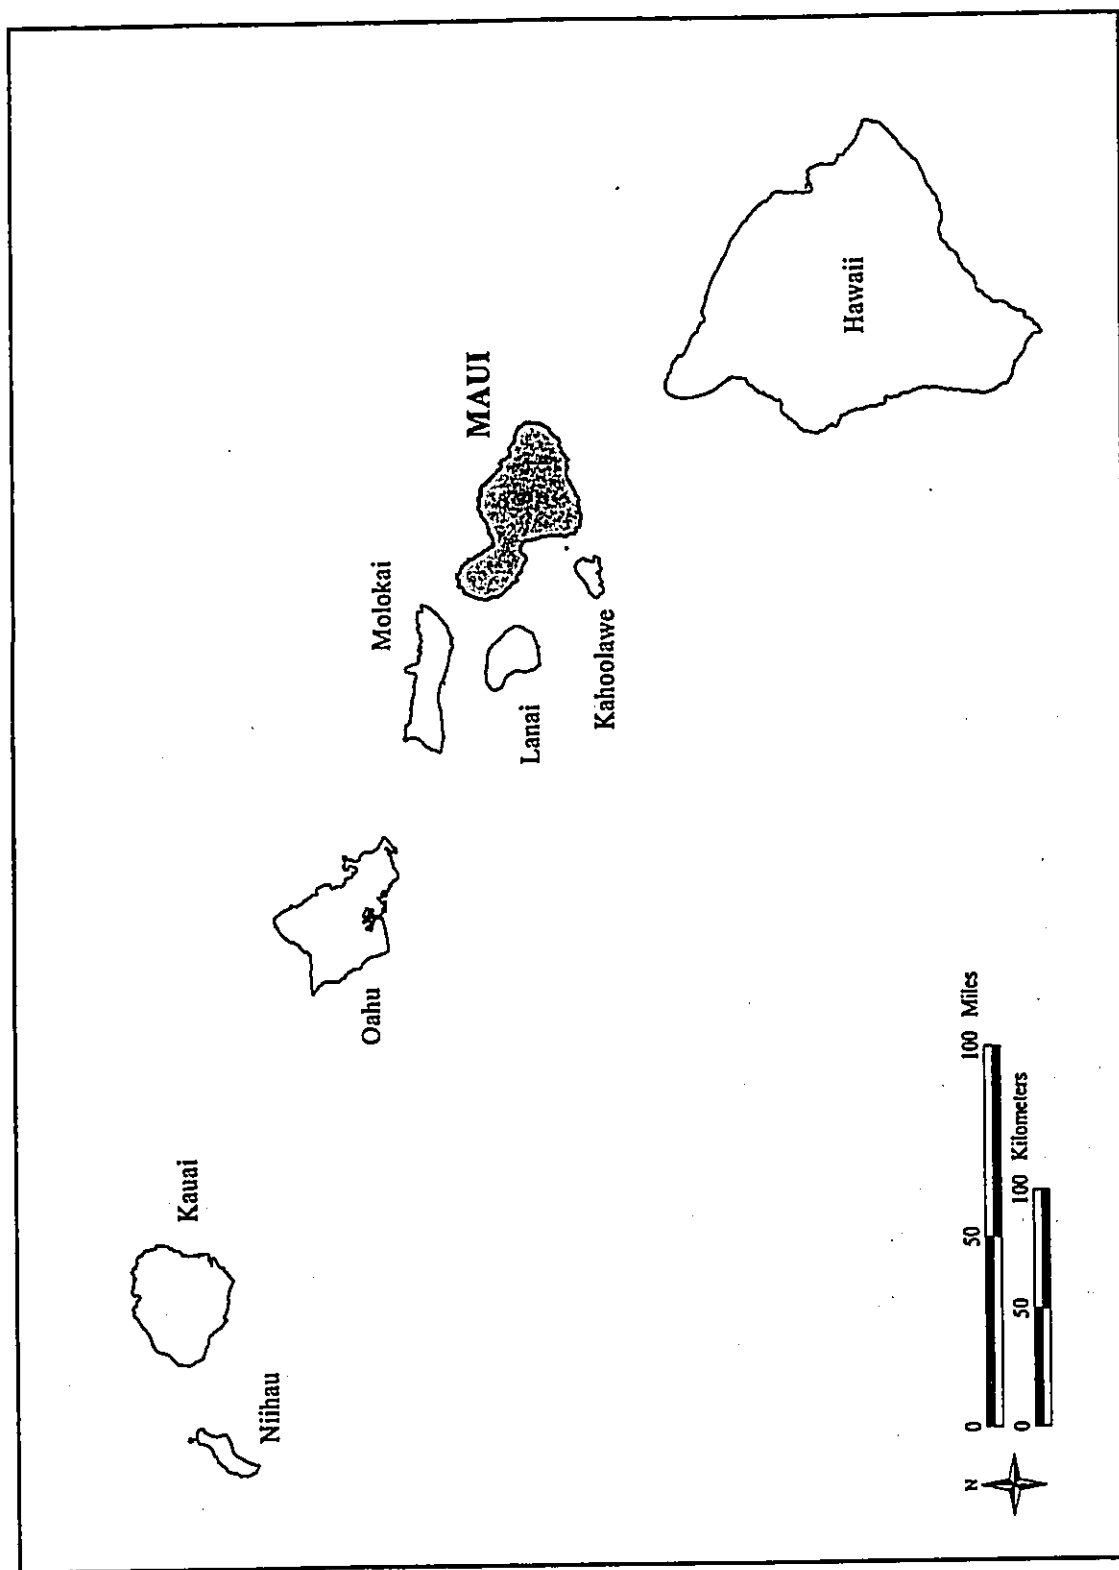 Kauai
Niihau
Oahu
Molokai
MAUI
Lanai
Kahoolawe
Hawaii
N
0 50 100 Miles
0 50 100 Kilometers